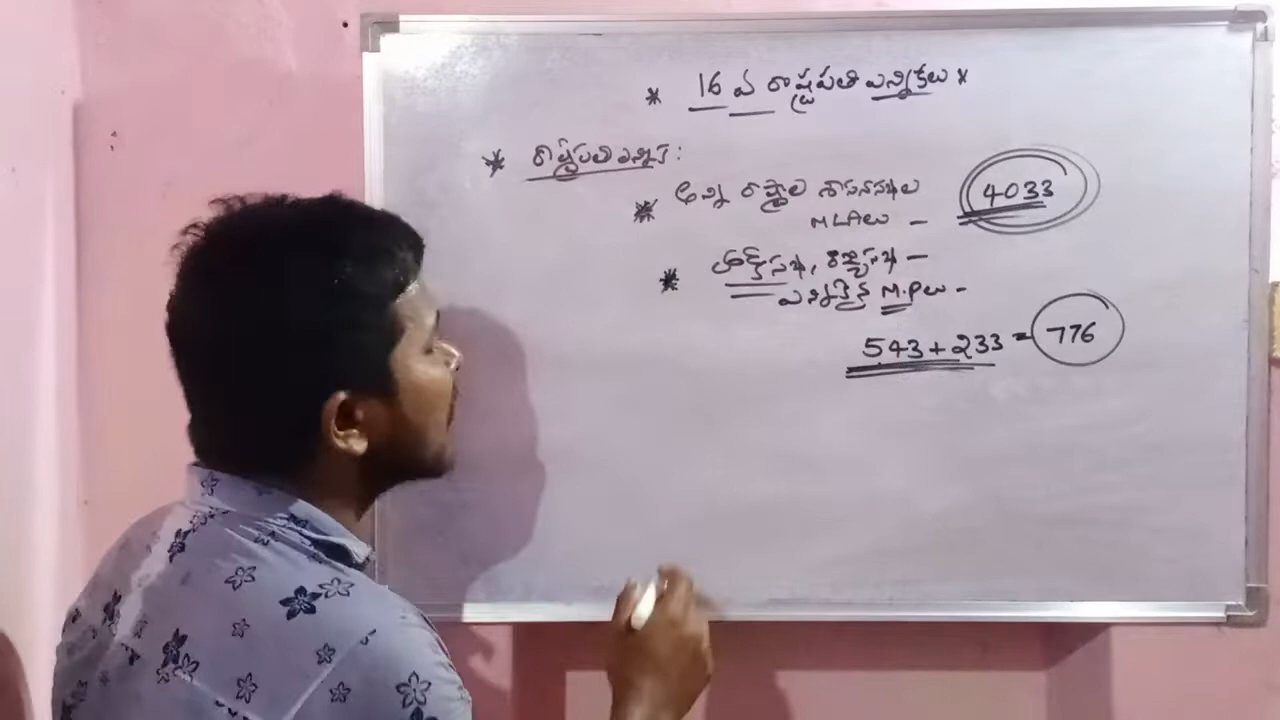 * 16 వ రాష్ట్రపతి ఎన్నికలు *
* రాష్ట్రపతి ఎన్నిక :
* అన్ని రాష్ట్రాల శాసనసభల
MLAలు - 4033
* లోక్ సభ, రాజ్యసభ -
ఎన్నికైన M.Pలు -
543 + 233 = 776